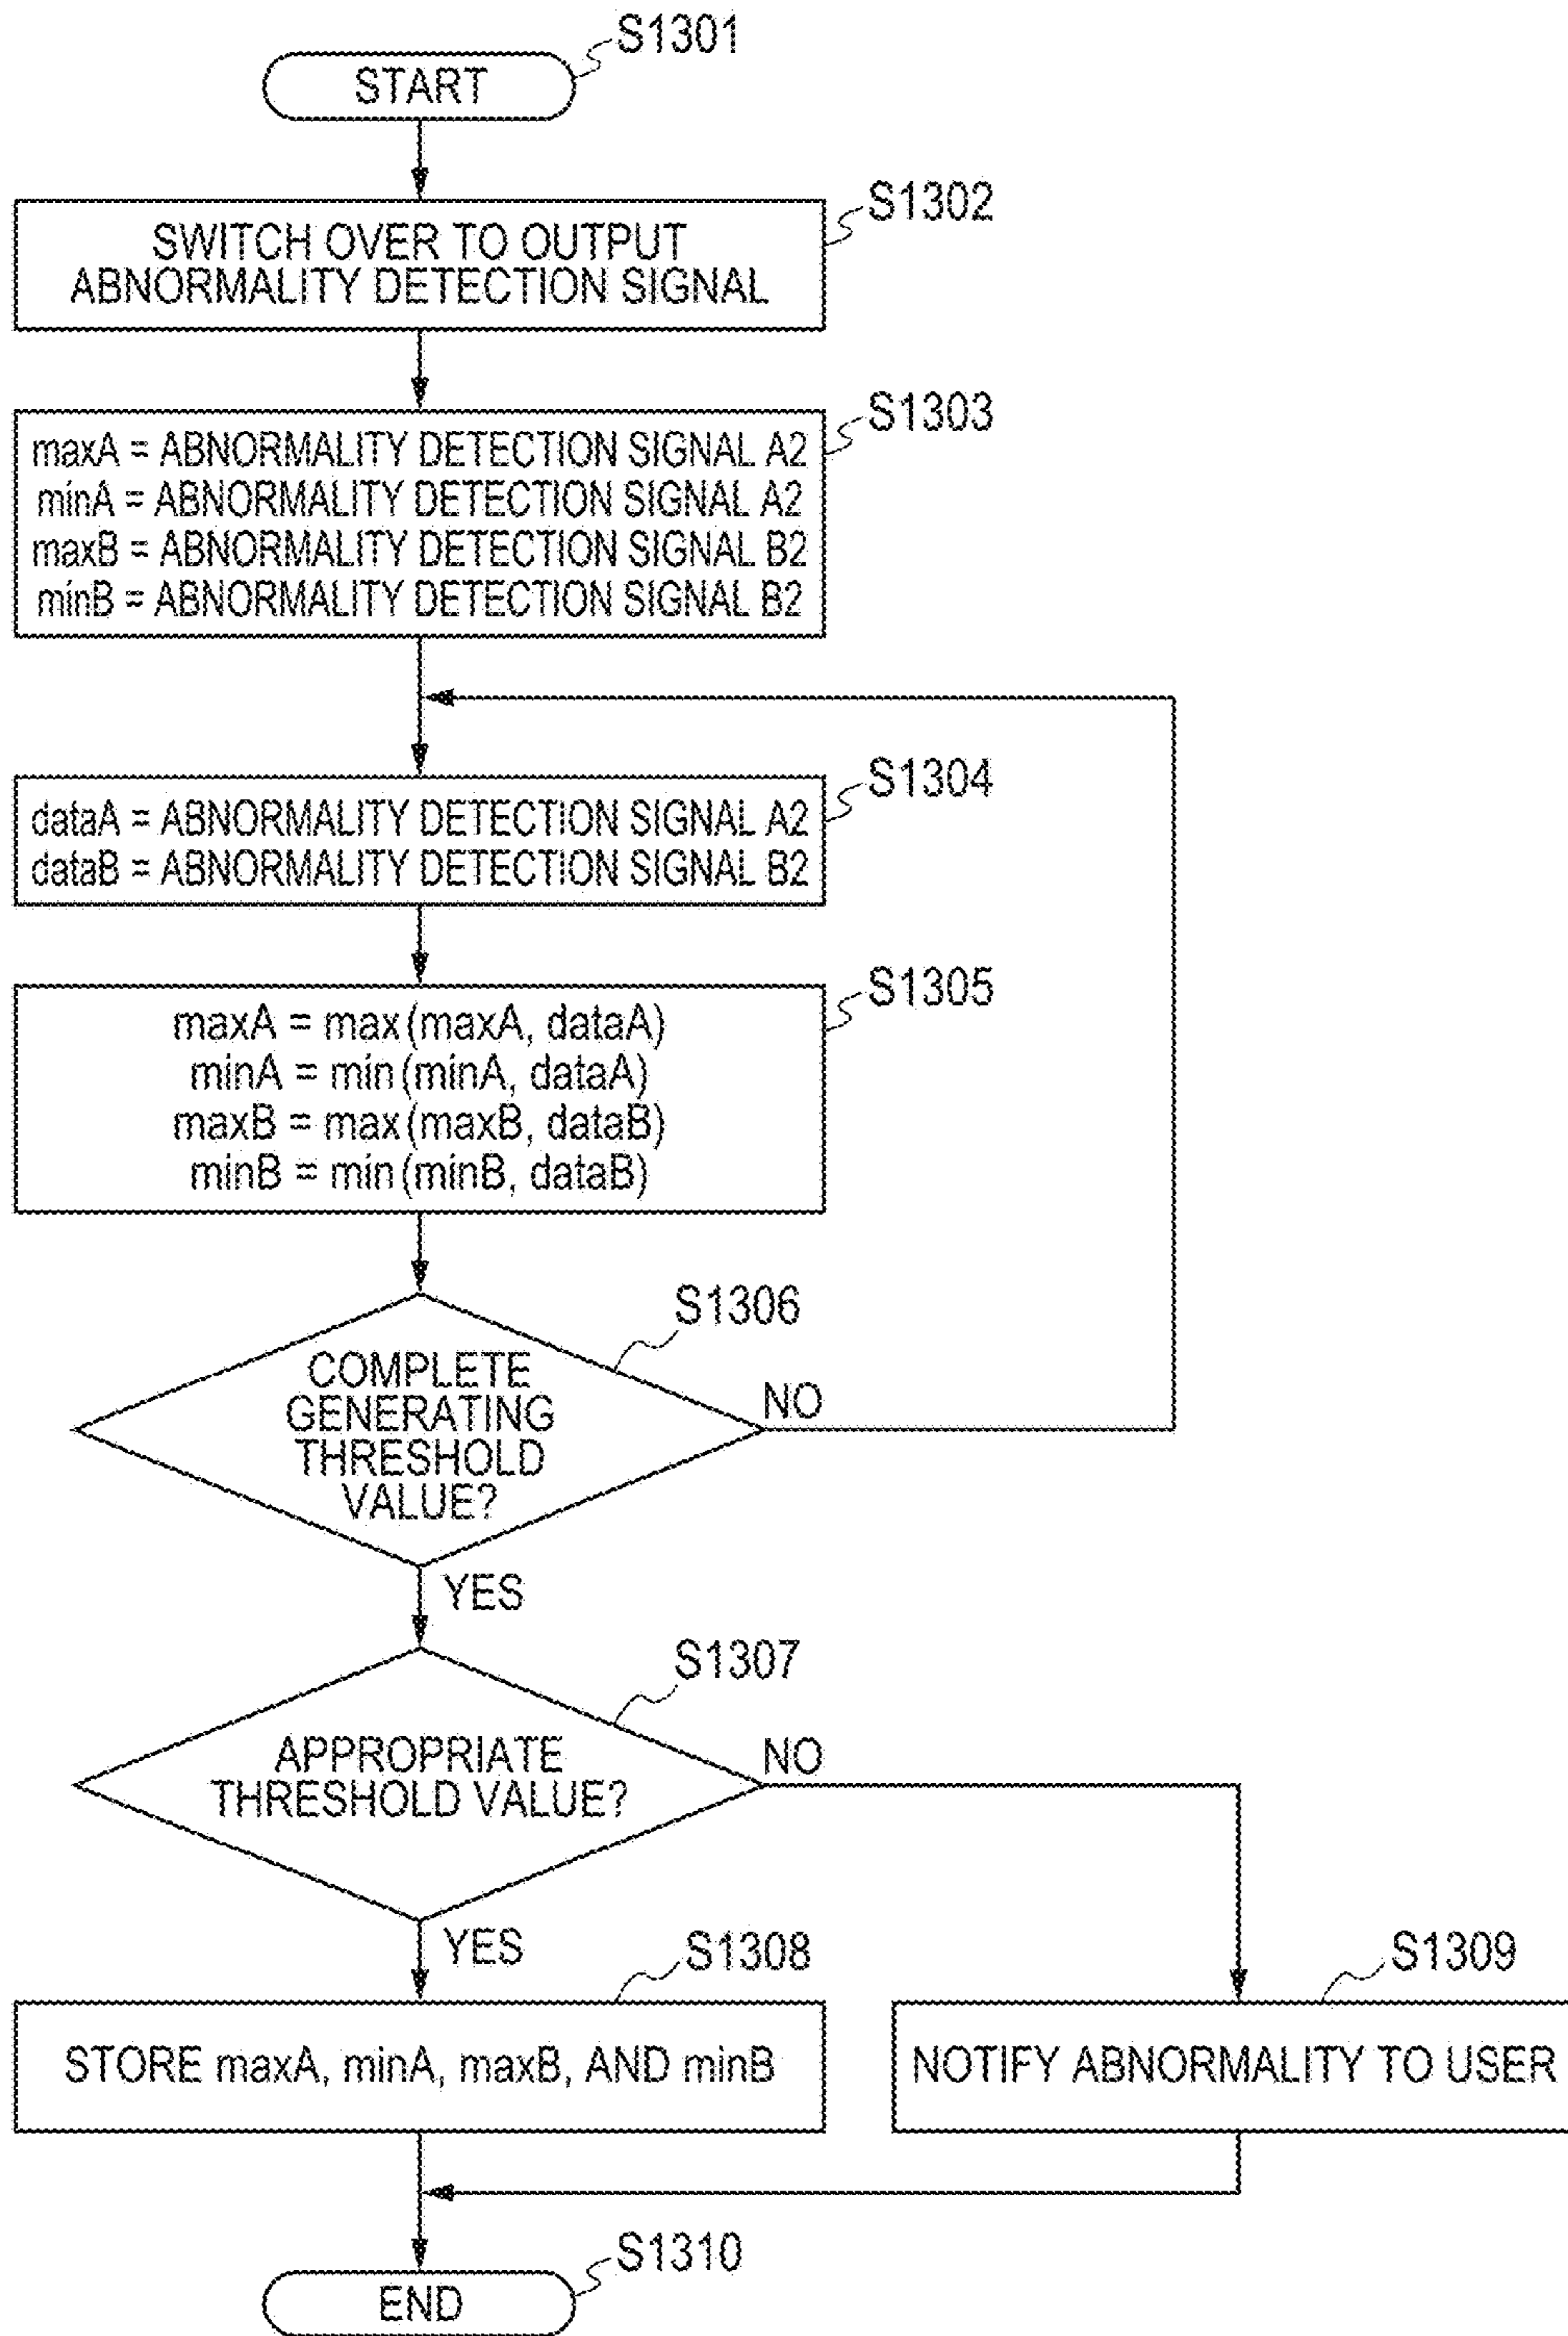 S1301
START
S1302
SWITCH OVER TO OUTPUT
ABNORMALITY DETECTION SIGNAL
S1303
maxA = ABNORMALITY DETECTION SIGNAL A2
minA = ABNORMALITY DETECTION SIGNAL A2
maxB = ABNORMALITY DETECTION SIGNAL B2
minB = ABNORMALITY DETECTION SIGNAL B2
S1304
dataA = ABNORMALITY DETECTION SIGNAL A2
dataB = ABNORMALITY DETECTION SIGNAL B2
S1305
maxA = max(maxA, dataA)
minA = min(minA, dataA)
maxB = max(maxB, dataB)
minB = min(minB, dataB)
S1306
COMPLETE
GENERATING
THRESHOLD
VALUE?
NO
YES
S1307
APPROPRIATE
THRESHOLD VALUE?
NO
YES
S1308
STORE maxA, minA, maxB, AND minB
S1309
NOTIFY ABNORMALITY TO USER
S1310
END